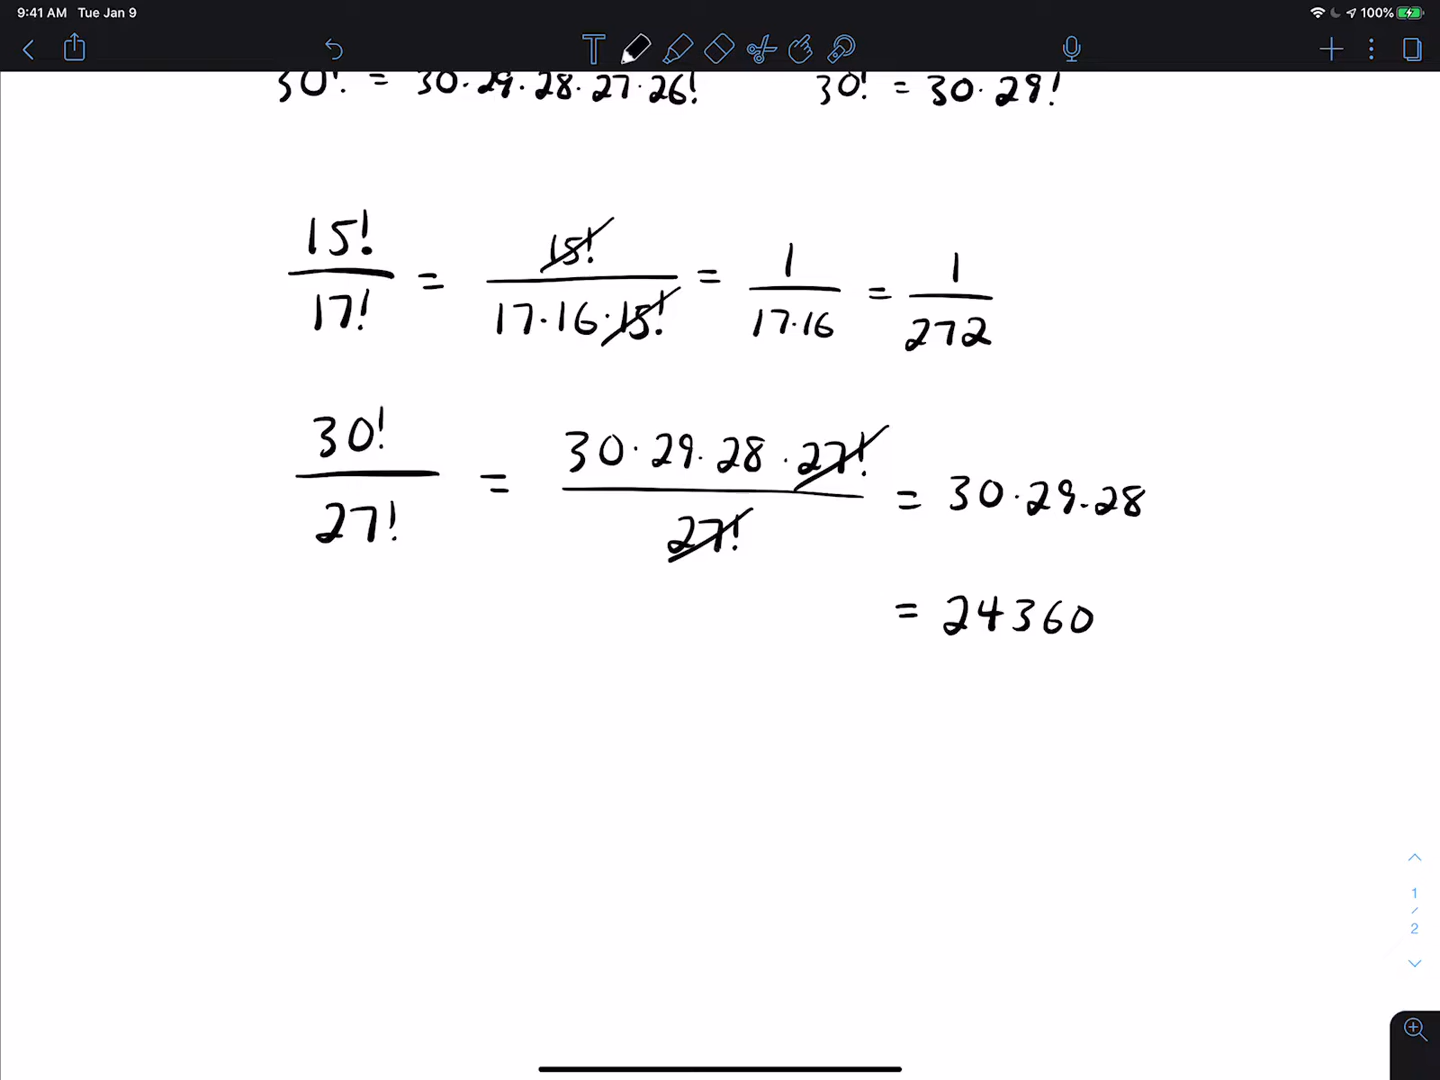 9:41 AM Tue Jan 9 100%
30! = 30·29·28·27·26! 30! = 30·29!
15!/17! = 15!/17·16·15! = 1/17·16 = 1/272
30!/27! = 30·29·28·27!/27! = 30·29·28
= 24360
1/2